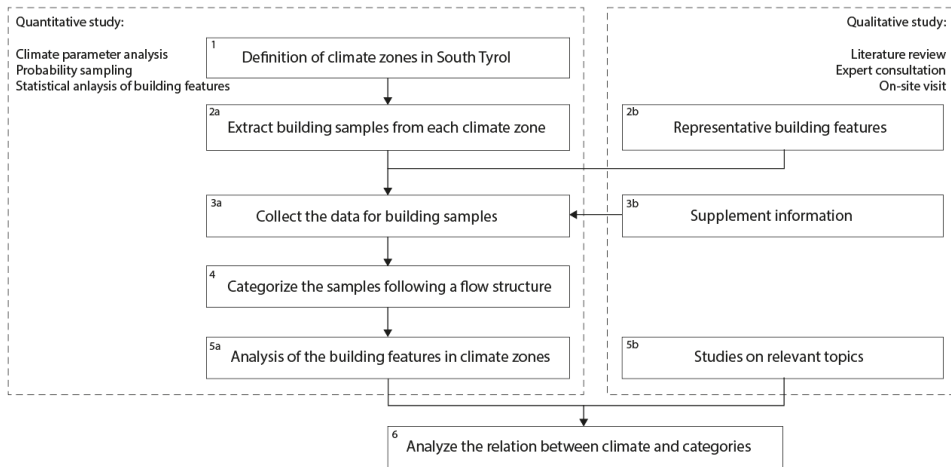 Quantitative study:
Climate parameter analysis
Probability sampling
Statistical anlaysis of building features
Qualitative study:
Literature review
Expert consultation
On-site visit
1
Definition of climate zones in South Tyrol
2a
Extract building samples from each climate zone
2b
Representative building features
3a
Collect the data for building samples
3b
Supplement information
4
Categorize the samples following a flow structure
5a
Analysis of the building features in climate zones
5b
Studies on relevant topics
6
Analyze the relation between climate and categories